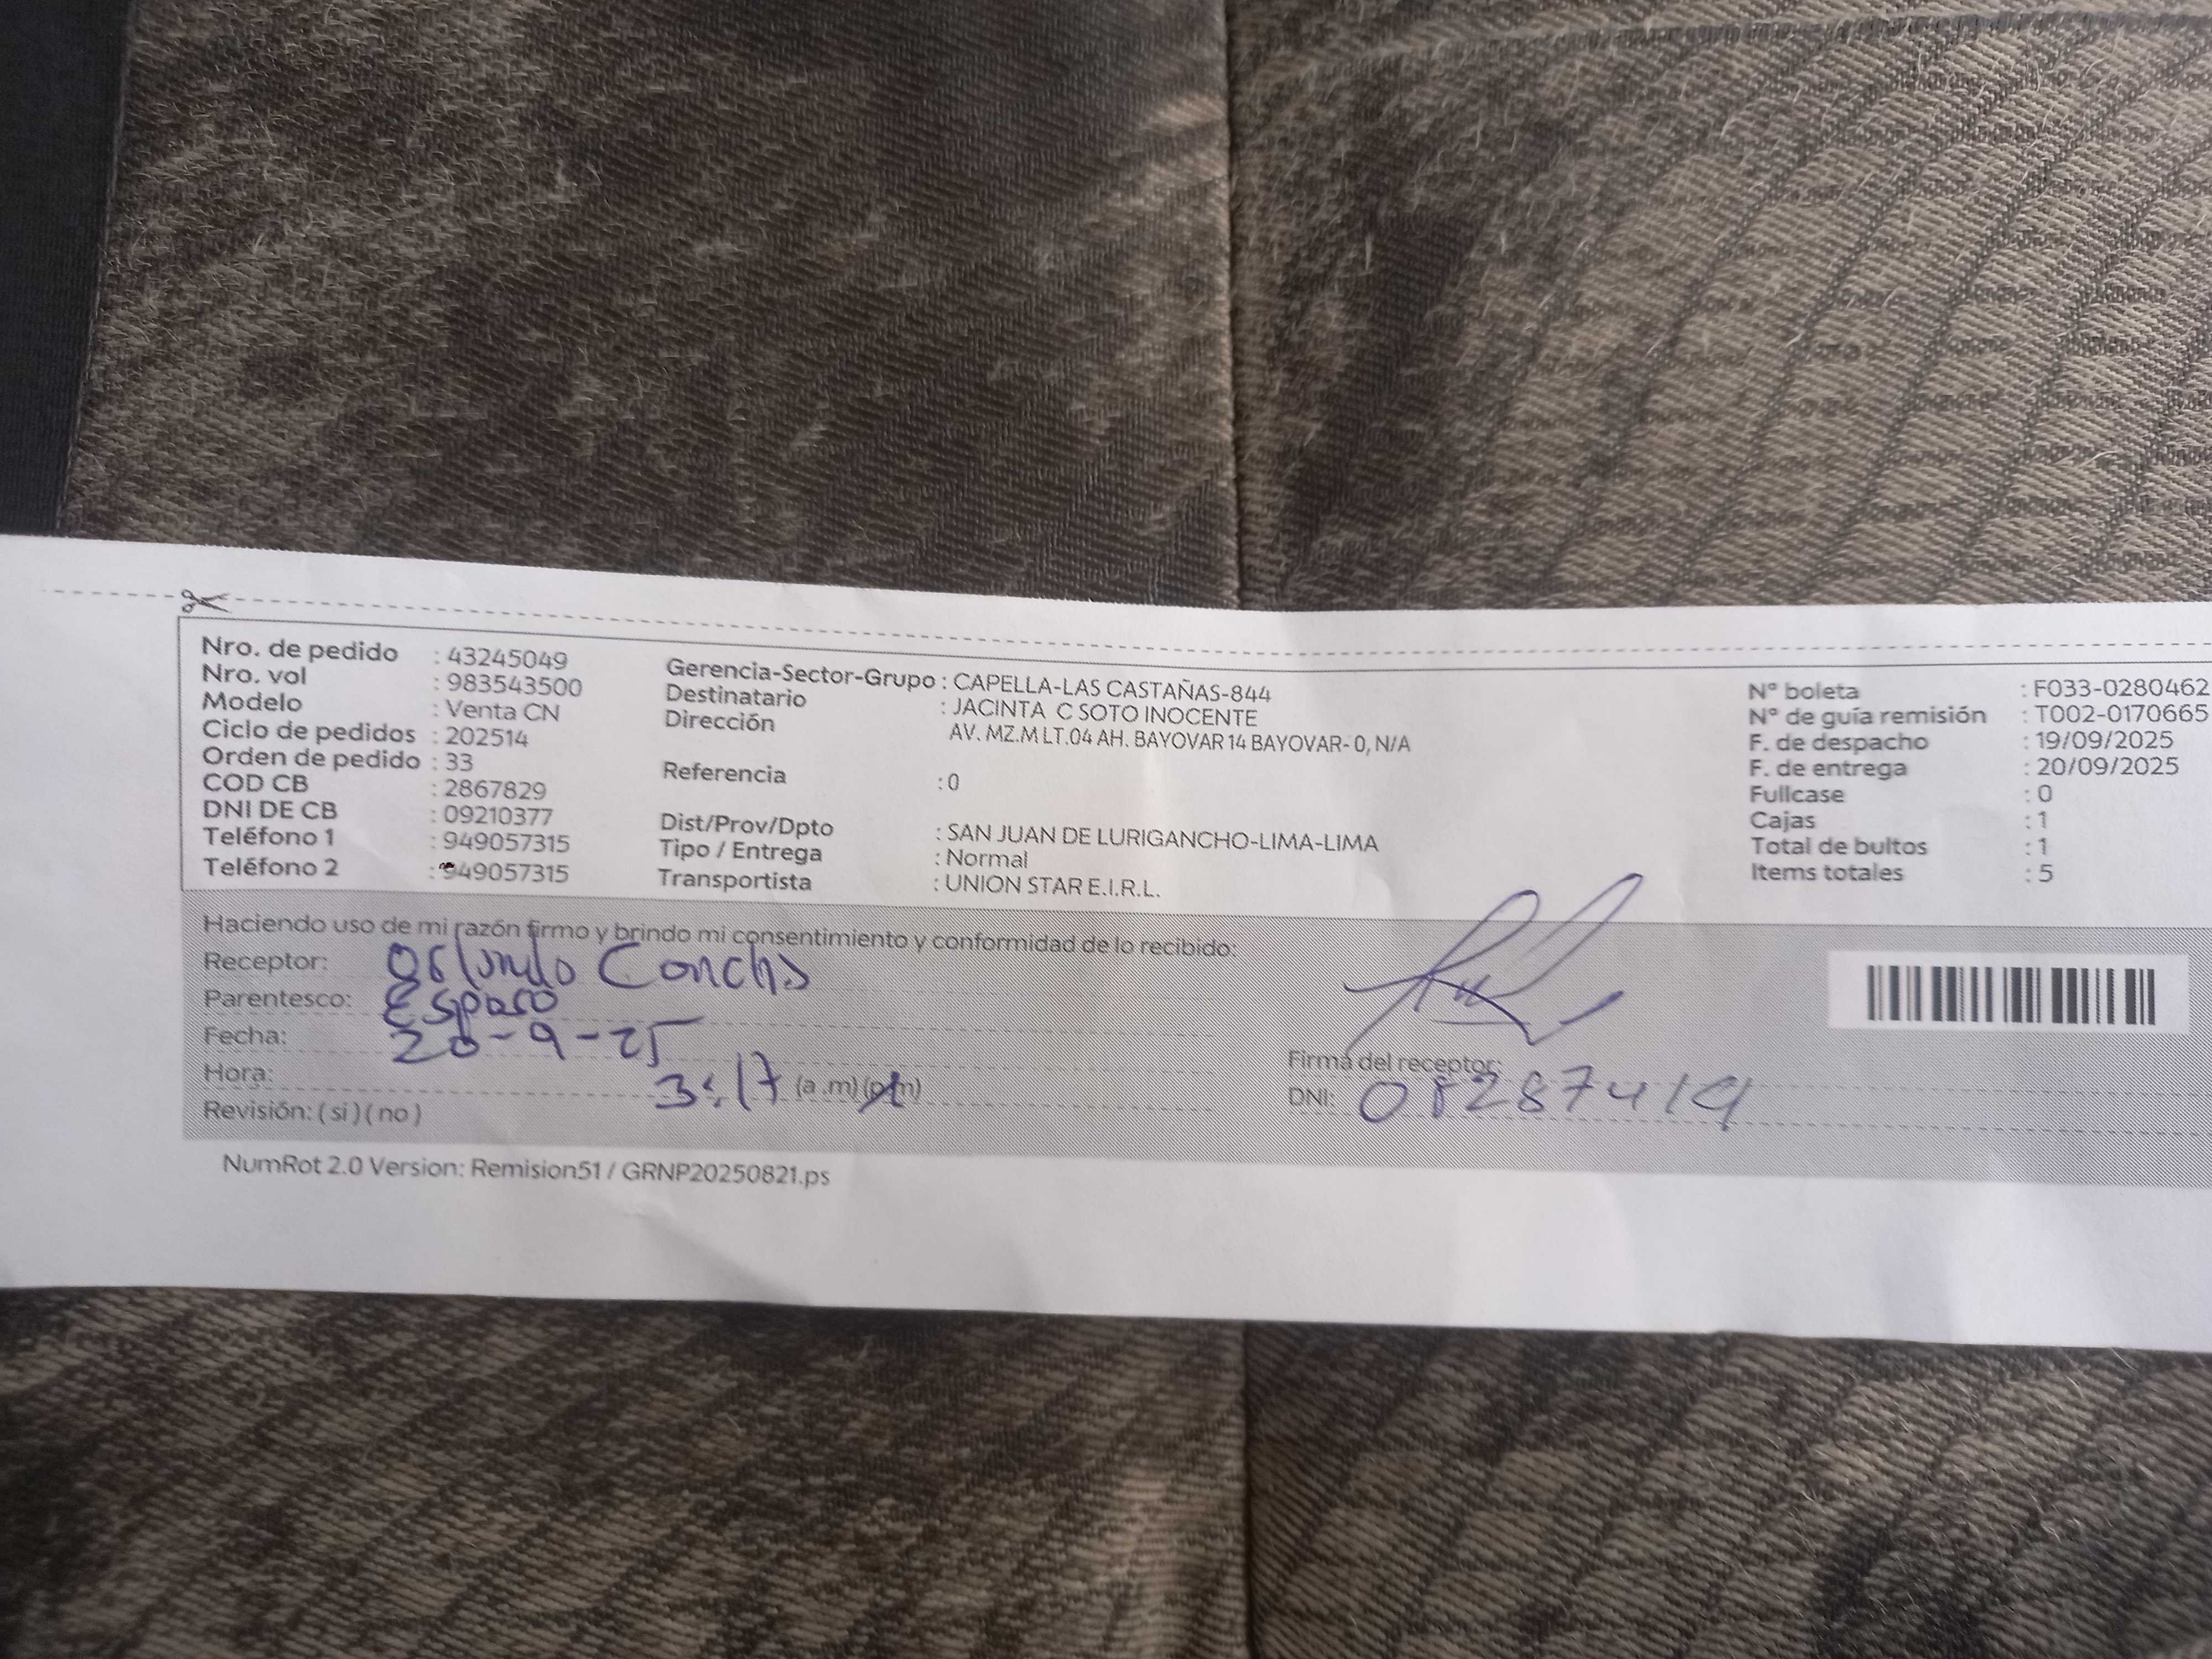 Nro. de pedido : 43245049
Nro. vol : 983543500
Modelo : Venta CN
Ciclo de pedidos : 202514
Orden de pedido : 33
COD CB : 2867829
DNI DE CB : 09210377
Teléfono 1 : 949057315
Teléfono 2 : 949057315
Gerencia-Sector-Grupo : CAPELLA-LAS CASTAÑAS-844
Destinatario : JACINTA C SOTO INOCENTE
Dirección AV. MZ.M LT.04 AH. BAYOVAR 14 BAYOVAR- 0, N/A
Referencia : 0
Dist/Prov/Dpto : SAN JUAN DE LURIGANCHO-LIMA-LIMA
Tipo / Entrega : Normal
Transportista : UNION STAR E.I.R.L.
N° boleta : F033-0280462
N° de guía remisión : T002-0170665
F. de despacho : 19/09/2025
F. de entrega : 20/09/2025
Fullcase : 0
Cajas : 1
Total de bultos : 1
Items totales : 5
Haciendo uso de mi razón firmo y brindo mi consentimiento y conformidad de lo recibido:
Receptor: Orlando Concha
Parentesco: Esposo
Fecha: 20-9-25
Hora: 3:17 (a.m) (p.m)
Revisión: ( si ) ( no )
Firma del receptor:
DNI: 08287419
NumRot 2.0 Version: Remision51 / GRNP20250821.ps